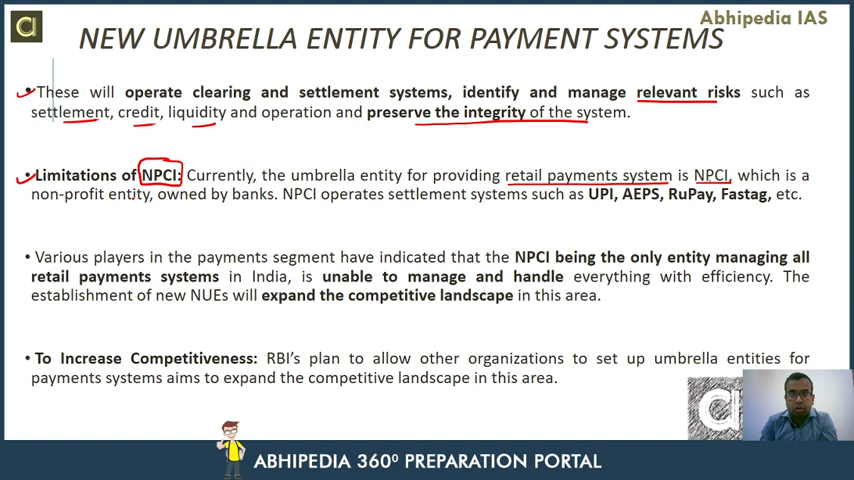 Abhipedia IAS
NEW UMBRELLA ENTITY FOR PAYMENT SYSTEMS
• These will operate clearing and settlement systems, identify and manage relevant risks such as
settlement, credit, liquidity and operation and preserve the integrity of the system.
• Limitations of NPCI: Currently, the umbrella entity for providing retail payments system is NPCI, which is a
non-profit entity, owned by banks. NPCI operates settlement systems such as UPI, AEPS, RuPay, Fastag, etc.
• Various players in the payments segment have indicated that the NPCI being the only entity managing all
retail payments systems in India, is unable to manage and handle everything with efficiency. The
establishment of new NUEs will expand the competitive landscape in this area.
• To Increase Competitiveness: RBI's plan to allow other organizations to set up umbrella entities for
payments systems aims to expand the competitive landscape in this area.
ABHIPEDIA 360⁰ PREPARATION PORTAL